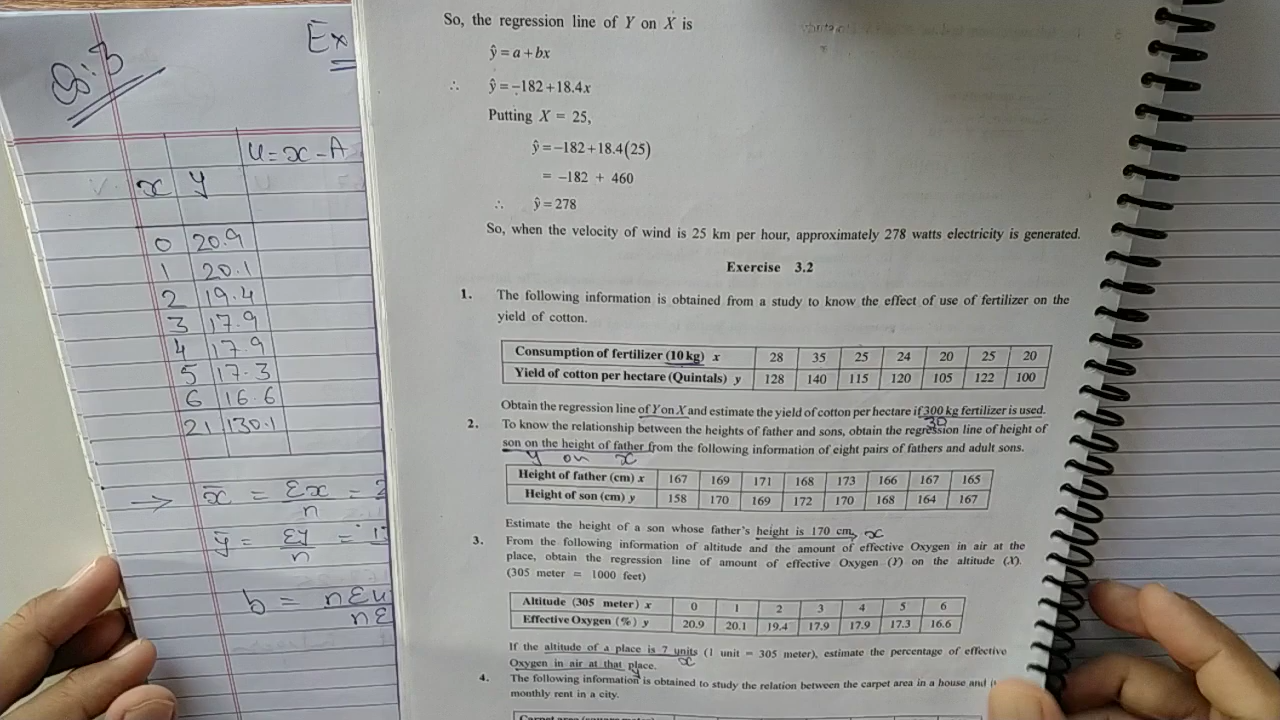 Q:3
Ex
U = x - A
x y
0 20.9
1 20.1
2 19.4
3 17.9
4 17.9
5 17.3
6 16.6
21 130.1
→ x̄ = Σx =
n
ȳ = Σy =
n
b = nΣu
nΣ
So, the regression line of Y on X is
ŷ = a + bx
∴ ŷ = −182 + 18.4x
Putting X = 25,
ŷ = −182 + 18.4(25)
= −182 + 460
∴ ŷ = 278
So, when the velocity of wind is 25 km per hour, approximately 278 watts electricity is generated.
Exercise 3.2
1. The following information is obtained from a study to know the effect of use of fertilizer on the
yield of cotton.
Consumption of fertilizer (10 kg) x 28 35 25 24 20 25 20
Yield of cotton per hectare (Quintals) y 128 140 115 120 105 122 100
Obtain the regression line of Y on X and estimate the yield of cotton per hectare if 300 kg fertilizer is used.
30
2. To know the relationship between the heights of father and sons, obtain the regression line of height of
son on the height of father from the following information of eight pairs of fathers and adult sons.
y on x
Height of father (cm) x 167 169 171 168 173 166 167 165
Height of son (cm) y 158 170 169 172 170 168 164 167
Estimate the height of a son whose father's height is 170 cm. x
3. From the following information of altitude and the amount of effective Oxygen in air at the
place, obtain the regression line of amount of effective Oxygen (Y) on the altitude (X).
(305 meter = 1000 feet)
Altitude (305 meter) x 0 1 2 3 4 5 6
Effective Oxygen (%) y 20.9 20.1 19.4 17.9 17.9 17.3 16.6
If the altitude of a place is 7 units (1 unit = 305 meter), estimate the percentage of effective
x
Oxygen in air at that place.
y
4. The following information is obtained to study the relation between the carpet area in a house and
monthly rent in a city.